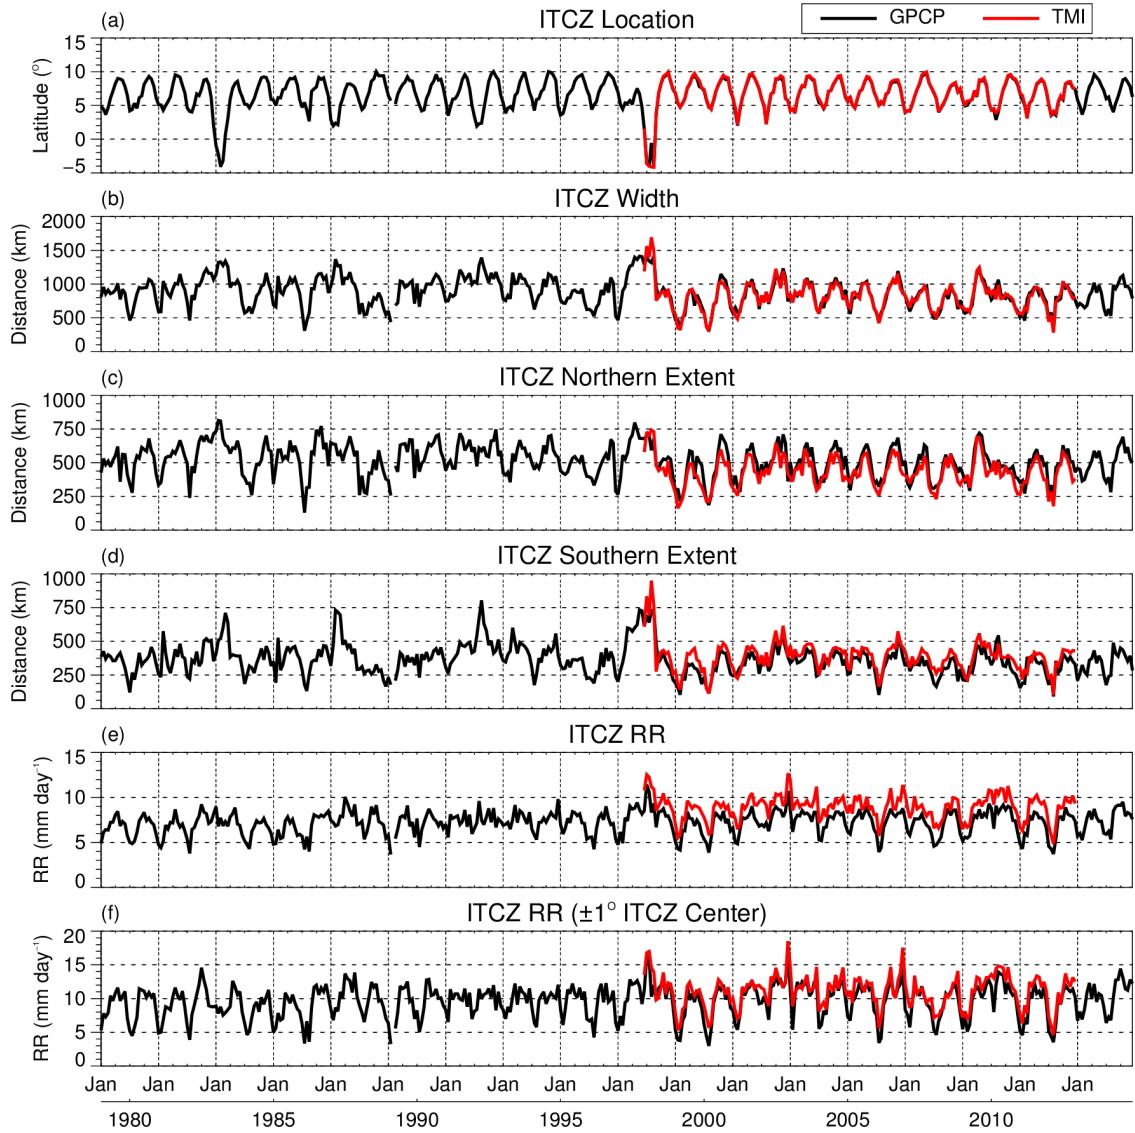 (a) ITCZ Location
GPCP TMI
15
10
5
0
−5
Latitude (°)
(b) ITCZ Width
2000
1500
1000
500
0
Distance (km)
(c) ITCZ Northern Extent
1000
750
500
250
0
Distance (km)
(d) ITCZ Southern Extent
1000
750
500
250
0
Distance (km)
(e) ITCZ RR
15
10
5
0
RR (mm day⁻¹)
(f) ITCZ RR (±1° ITCZ Center)
20
15
10
5
0
RR (mm day⁻¹)
Jan Jan Jan Jan Jan Jan Jan Jan Jan Jan Jan Jan Jan Jan Jan Jan Jan Jan
1980 1985 1990 1995 2000 2005 2010